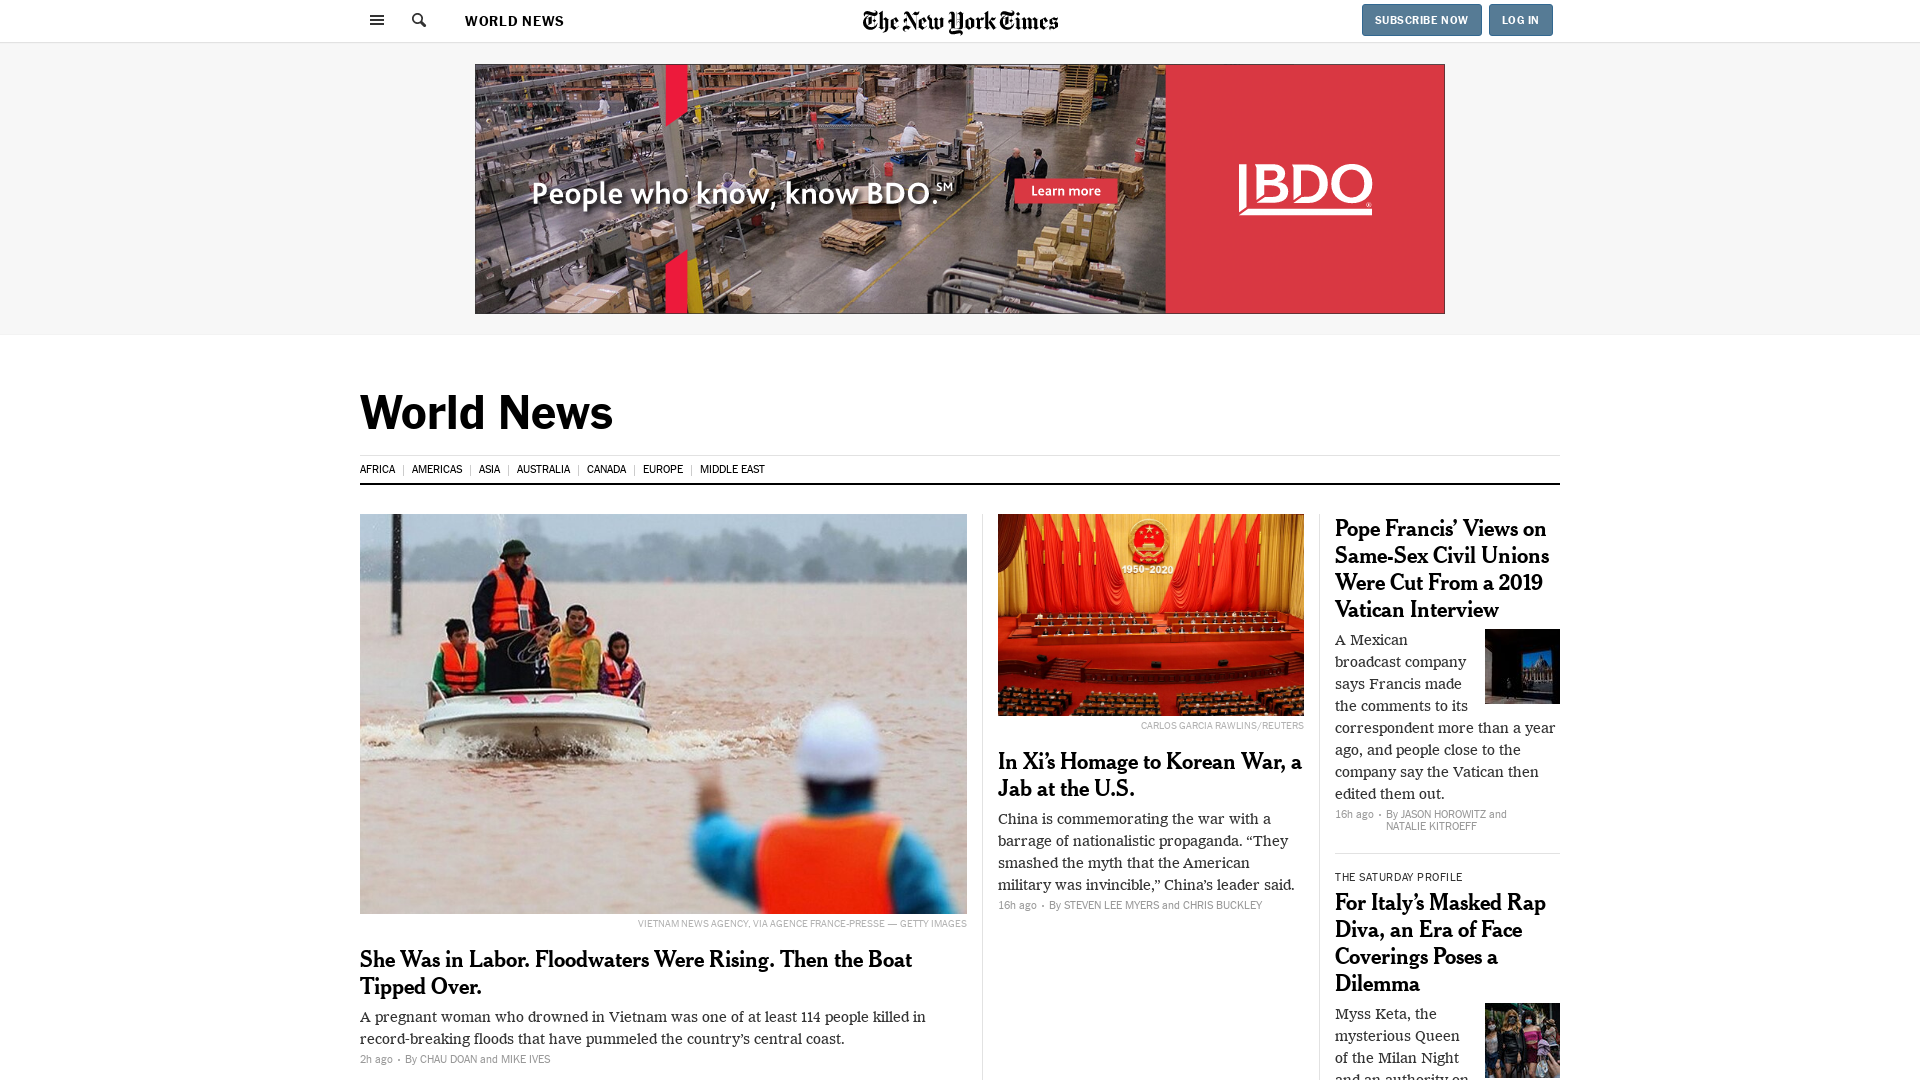 WORLD NEWS
The New York Times
SUBSCRIBE NOW
LOG IN
People who know, know BDO.℠
Learn more
BDO
World News
AFRICA
AMERICAS
ASIA
AUSTRALIA
CANADA
EUROPE
MIDDLE EAST
VIETNAM NEWS AGENCY, VIA AGENCE FRANCE-PRESSE — GETTY IMAGES
She Was in Labor. Floodwaters Were Rising. Then the Boat
Tipped Over.
A pregnant woman who drowned in Vietnam was one of at least 114 people killed in
record-breaking floods that have pummeled the country’s central coast.
2h ago • By CHAU DOAN and MIKE IVES
1950-2020
CARLOS GARCIA RAWLINS/REUTERS
In Xi’s Homage to Korean War, a
Jab at the U.S.
China is commemorating the war with a
barrage of nationalistic propaganda. “They
smashed the myth that the American
military was invincible,” China’s leader said.
16h ago • By STEVEN LEE MYERS and CHRIS BUCKLEY
Pope Francis’ Views on
Same-Sex Civil Unions
Were Cut From a 2019
Vatican Interview
A Mexican
broadcast company
says Francis made
the comments to its
correspondent more than a year
ago, and people close to the
company say the Vatican then
edited them out.
16h ago • By JASON HOROWITZ and
NATALIE KITROEFF
THE SATURDAY PROFILE
For Italy’s Masked Rap
Diva, an Era of Face
Coverings Poses a
Dilemma
Myss Keta, the
mysterious Queen
of the Milan Night
and an authority on